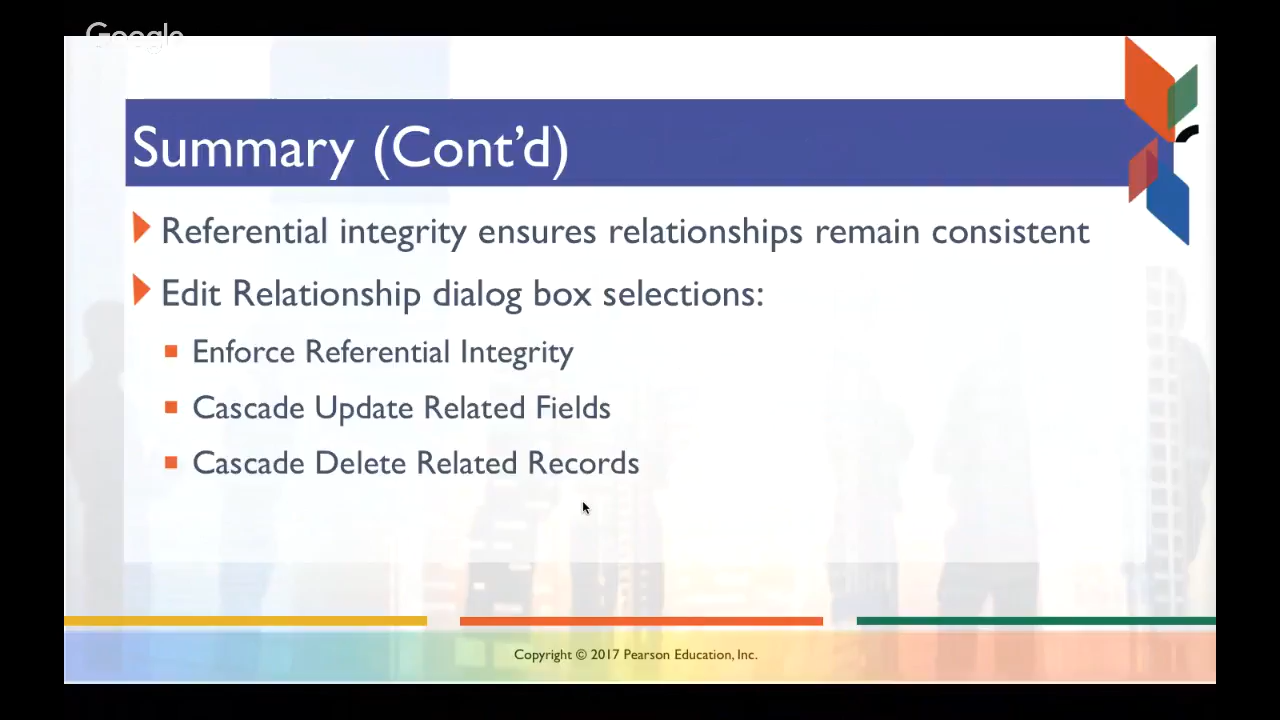 Google
Summary (Cont’d)
Referential integrity ensures relationships remain consistent
Edit Relationship dialog box selections:
Enforce Referential Integrity
Cascade Update Related Fields
Cascade Delete Related Records
Copyright © 2017 Pearson Education, Inc.